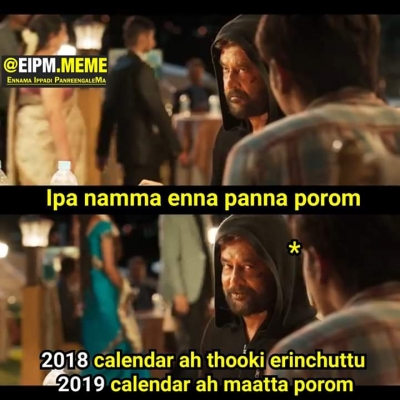 @EIPM.MEME
Ennama Ippadi PanreengaleMa
Ipa namma enna panna porom
*
2018 calendar ah thooki erinchuttu
2019 calendar ah maatta porom